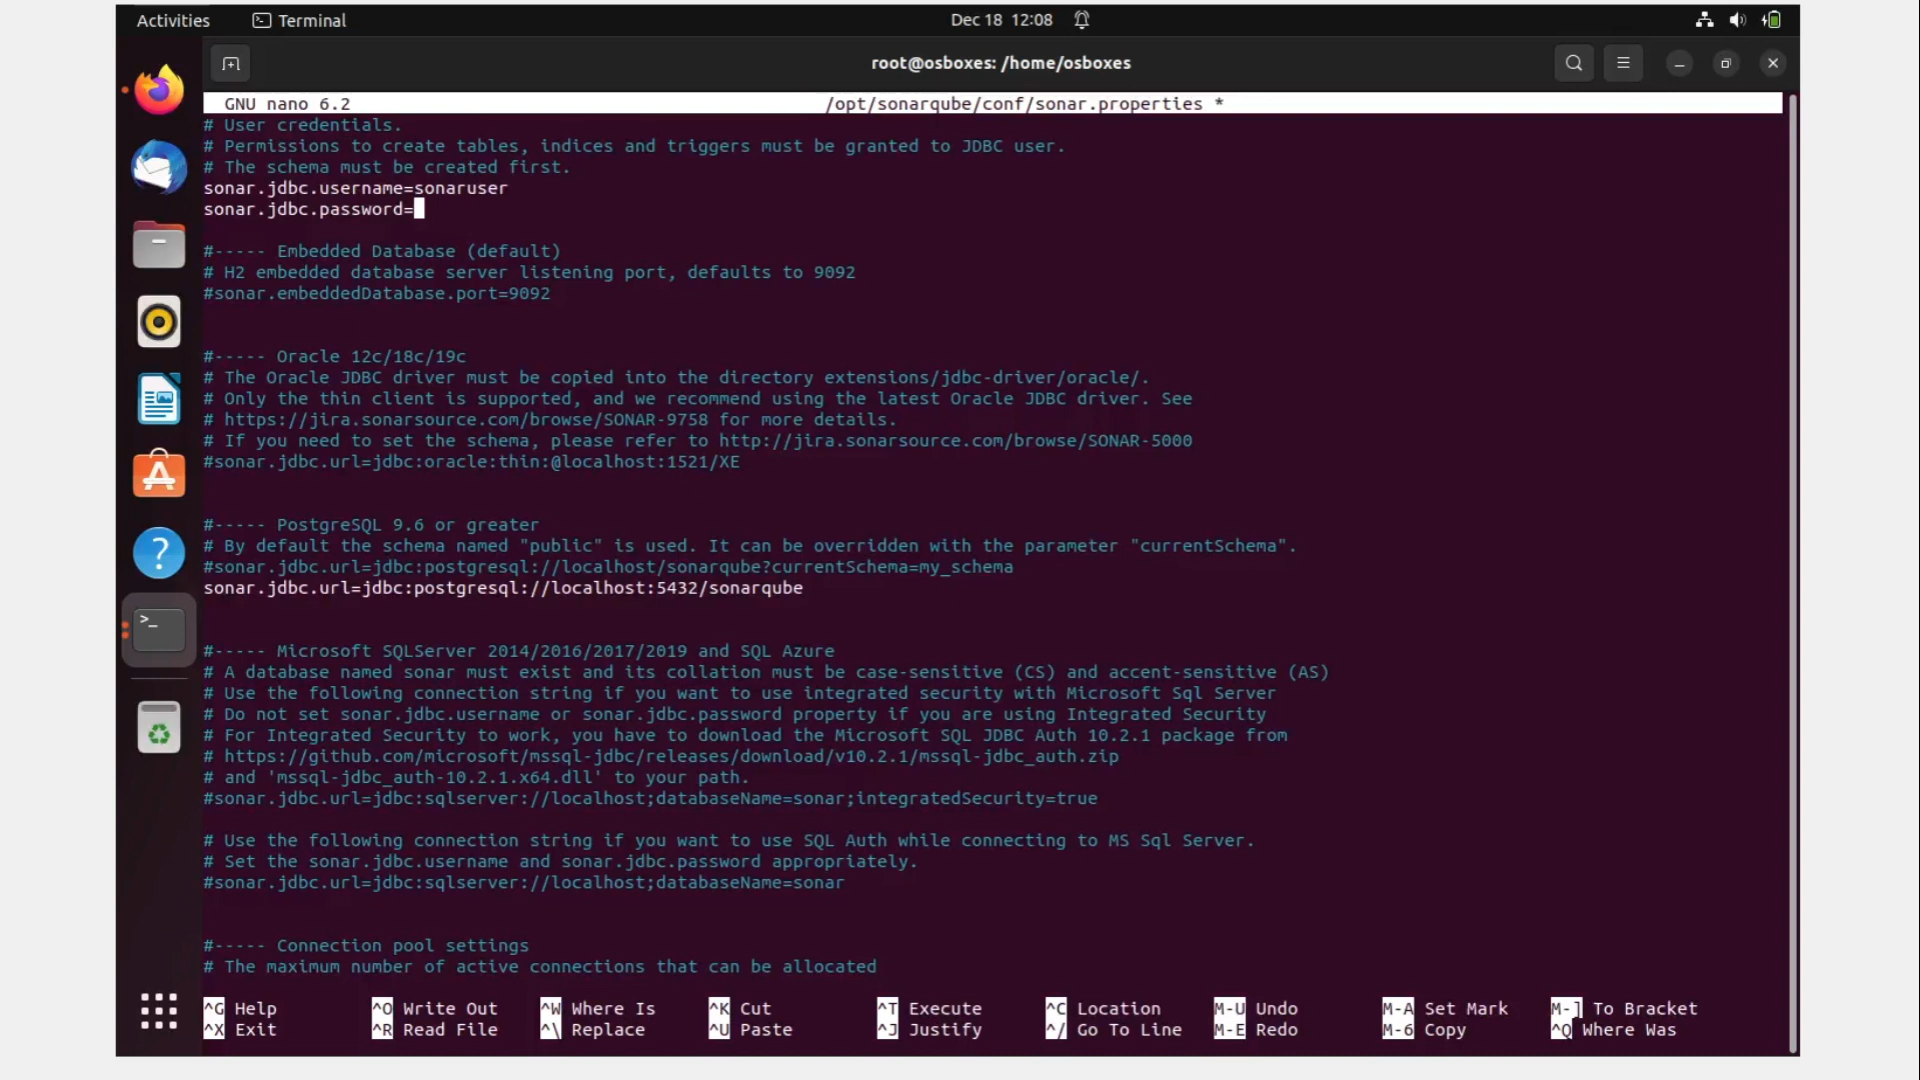 Activities
Terminal
Dec 18 12:08
root@osboxes: /home/osboxes
GNU nano 6.2
/opt/sonarqube/conf/sonar.properties *
# User credentials.
# Permissions to create tables, indices and triggers must be granted to JDBC user.
# The schema must be created first.
sonar.jdbc.username=sonaruser
sonar.jdbc.password=
#----- Embedded Database (default)
# H2 embedded database server listening port, defaults to 9092
#sonar.embeddedDatabase.port=9092
#----- Oracle 12c/18c/19c
# The Oracle JDBC driver must be copied into the directory extensions/jdbc-driver/oracle/.
# Only the thin client is supported, and we recommend using the latest Oracle JDBC driver. See
# https://jira.sonarsource.com/browse/SONAR-9758 for more details.
# If you need to set the schema, please refer to http://jira.sonarsource.com/browse/SONAR-5000
#sonar.jdbc.url=jdbc:oracle:thin:@localhost:1521/XE
#----- PostgreSQL 9.6 or greater
# By default the schema named "public" is used. It can be overridden with the parameter "currentSchema".
#sonar.jdbc.url=jdbc:postgresql://localhost/sonarqube?currentSchema=my_schema
sonar.jdbc.url=jdbc:postgresql://localhost:5432/sonarqube
#----- Microsoft SQLServer 2014/2016/2017/2019 and SQL Azure
# A database named sonar must exist and its collation must be case-sensitive (CS) and accent-sensitive (AS)
# Use the following connection string if you want to use integrated security with Microsoft Sql Server
# Do not set sonar.jdbc.username or sonar.jdbc.password property if you are using Integrated Security
# For Integrated Security to work, you have to download the Microsoft SQL JDBC Auth 10.2.1 package from
# https://github.com/microsoft/mssql-jdbc/releases/download/v10.2.1/mssql-jdbc_auth.zip
# and 'mssql-jdbc_auth-10.2.1.x64.dll' to your path.
#sonar.jdbc.url=jdbc:sqlserver://localhost;databaseName=sonar;integratedSecurity=true
# Use the following connection string if you want to use SQL Auth while connecting to MS Sql Server.
# Set the sonar.jdbc.username and sonar.jdbc.password appropriately.
#sonar.jdbc.url=jdbc:sqlserver://localhost;databaseName=sonar
#----- Connection pool settings
# The maximum number of active connections that can be allocated
^G Help ^O Write Out ^W Where Is ^K Cut ^T Execute ^C Location M-U Undo M-A Set Mark M-] To Bracket
^X Exit ^R Read File ^\ Replace ^U Paste ^J Justify ^/ Go To Line M-E Redo M-6 Copy ^Q Where Was